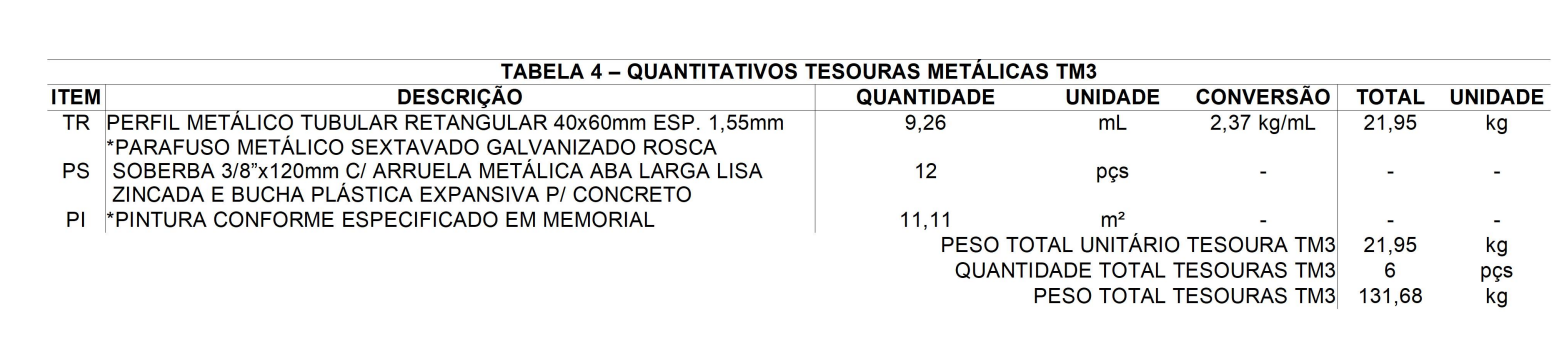 TABELA 4 – QUANTITATIVOS TESOURAS METÁLICAS TM3
ITEM DESCRIÇÃO QUANTIDADE UNIDADE CONVERSÃO TOTAL UNIDADE
TR PERFIL METÁLICO TUBULAR RETANGULAR 40x60mm ESP. 1,55mm 9,26 mL 2,37 kg/mL 21,95 kg
*PARAFUSO METÁLICO SEXTAVADO GALVANIZADO ROSCA
PS SOBERBA 3/8”x120mm C/ ARRUELA METÁLICA ABA LARGA LISA 12 pçs - - -
ZINCADA E BUCHA PLÁSTICA EXPANSIVA P/ CONCRETO
PI *PINTURA CONFORME ESPECIFICADO EM MEMORIAL 11,11 m² - - -
PESO TOTAL UNITÁRIO TESOURA TM3 21,95 kg
QUANTIDADE TOTAL TESOURAS TM3 6 pçs
PESO TOTAL TESOURAS TM3 131,68 kg